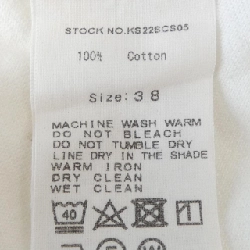 STOCK NO.KS22SCS05
100% Cotton
Size:38
MACHINE WASH WARM
DO NOT BLEACH
DO NOT TUMBLE DRY
LINE DRY IN THE SHADE
WARM IRON
DRY CLEAN
WET CLEAN
40